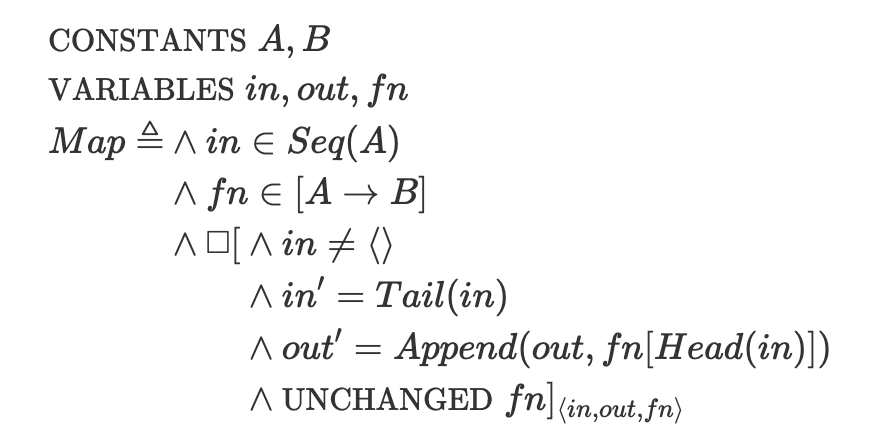 CONSTANTS A, B
VARIABLES in, out, fn
Map ≜ ∧ in ∈ Seq(A)
∧ fn ∈ [A → B]
∧ □[ ∧ in ≠ ⟨⟩
∧ in′ = Tail(in)
∧ out′ = Append(out, fn[Head(in)])
∧ UNCHANGED fn]⟨in,out,fn⟩